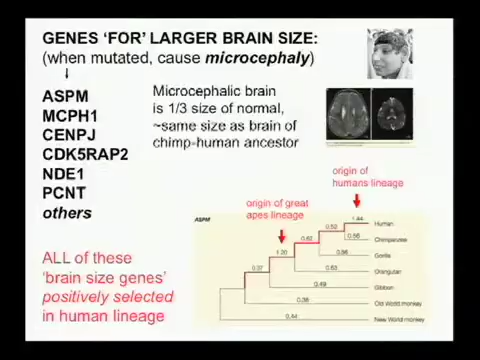 GENES ‘FOR’ LARGER BRAIN SIZE:
(when mutated, cause microcephaly)
ASPM
MCPH1
CENPJ
CDK5RAP2
NDE1
PCNT
others
Microcephalic brain
is 1/3 size of normal,
~same size as brain of
chimp-human ancestor
ALL of these
‘brain size genes’
positively selected
in human lineage
origin of
humans lineage
origin of great
apes lineage
ASPM
1.44
Human
0.52
0.56
Chimpanzee
0.62
0.86
Gorilla
1.20
0.63
Orangutan
0.37
0.49
Gibbon
0.38
Old World monkey
0.44
New World monkey